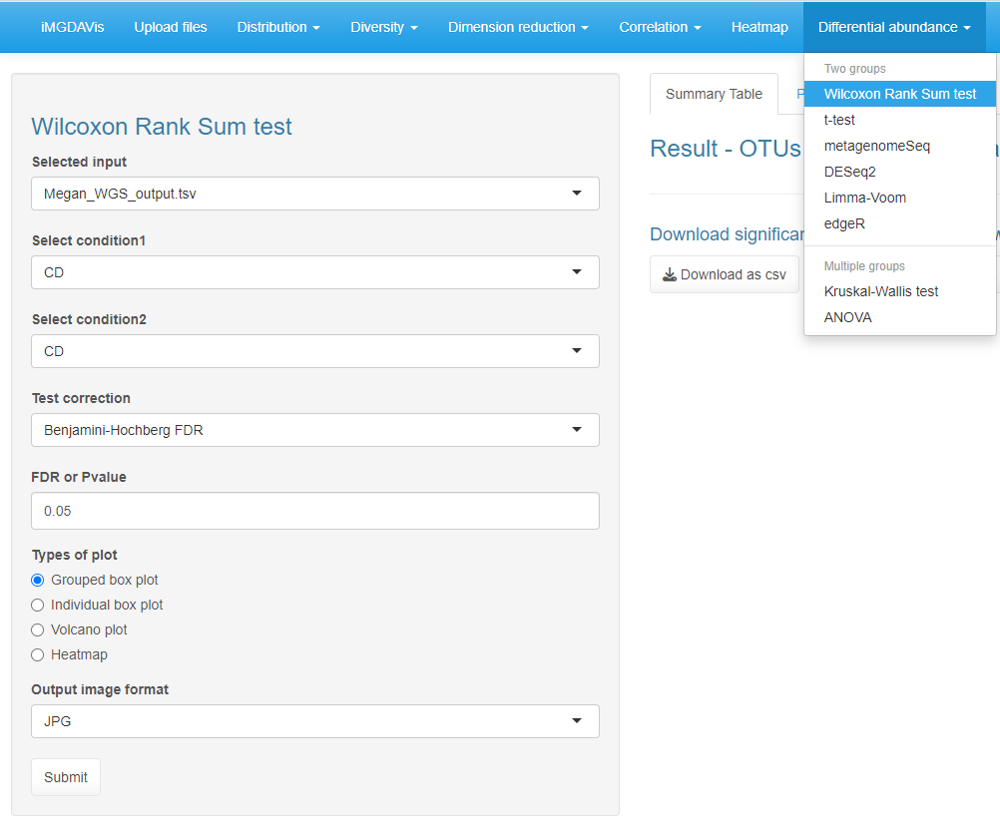 iMGDAVis Upload files Distribution Diversity Dimension reduction Correlation Heatmap Differential abundance
Wilcoxon Rank Sum test
Selected input
Megan_WGS_output.tsv
Select condition1
CD
Select condition2
CD
Test correction
Benjamini-Hochberg FDR
FDR or Pvalue
0.05
Types of plot
Grouped box plot
Individual box plot
Volcano plot
Heatmap
Output image format
JPG
Submit
Summary Table
Result - OTUs
Download significa
Download as csv
Two groups
Wilcoxon Rank Sum test
t-test
metagenomeSeq
DESeq2
Limma-Voom
edgeR
Multiple groups
Kruskal-Wallis test
ANOVA